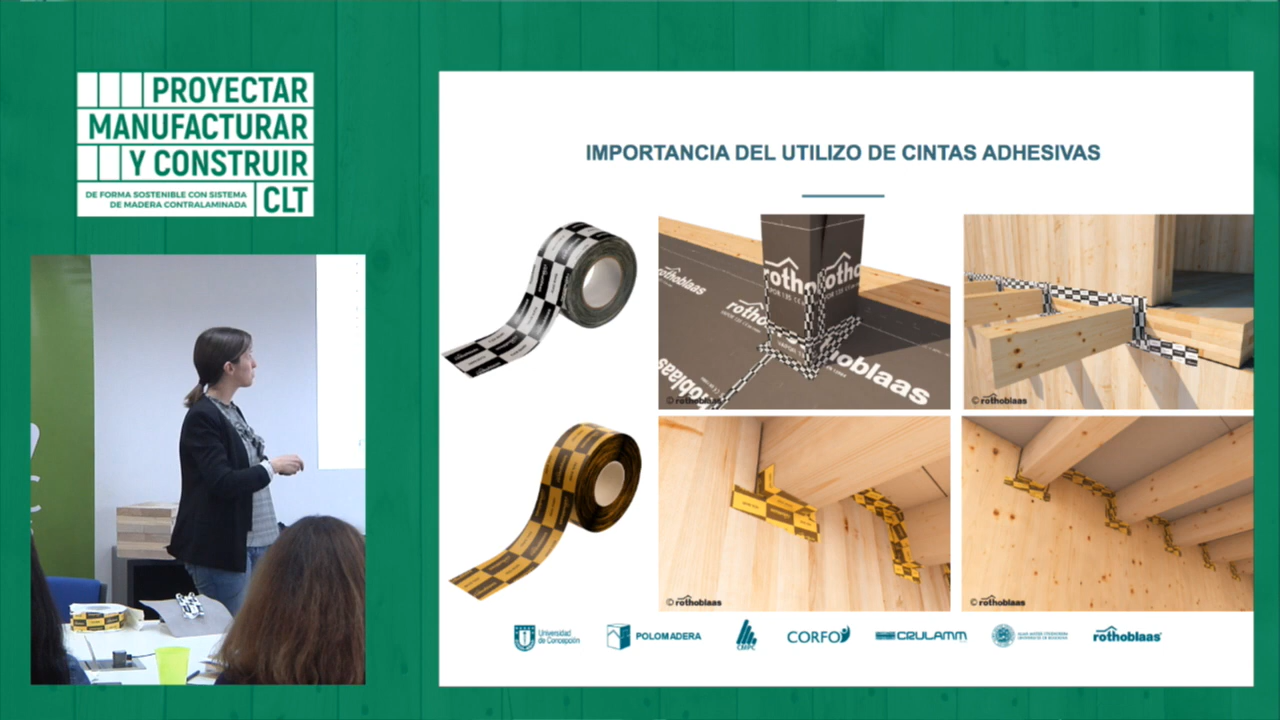 PROYECTAR
MANUFACTURAR
Y CONSTRUIR
DE FORMA SOSTENIBLE CON SISTEMA
DE MADERA CONTRALAMINADA
CLT
IMPORTANCIA DEL UTILIZO DE CINTAS ADHESIVAS
rothoblaas
rothoblaas
© rothoblaas
© rothoblaas
© rothoblaas
© rothoblaas
Universidad
de Concepción
POLOMADERA
CMPC
CORFO
CRULAMM
rothoblaas